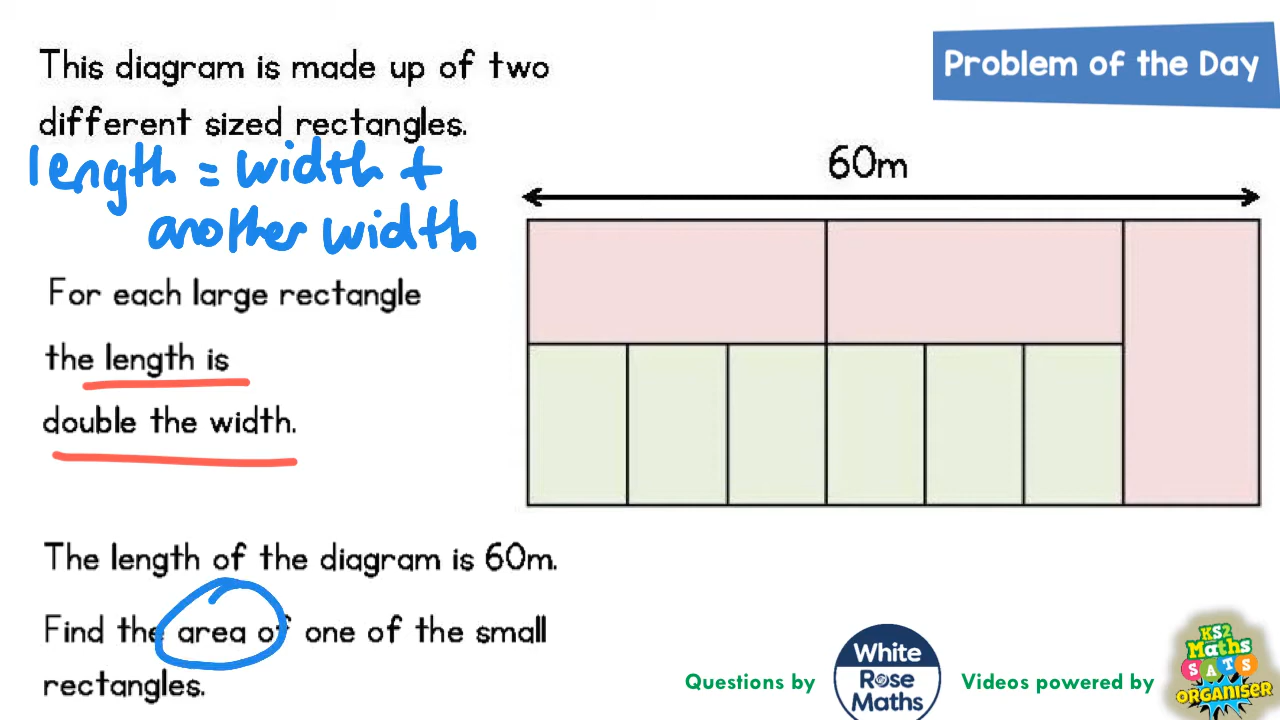 This diagram is made up of two
different sized rectangles.
length = width +
another width
For each large rectangle
the length is
double the width.
The length of the diagram is 60m.
Find the area of one of the small
rectangles.
Problem of the Day
60m
Questions by
White
Rose
Maths
Videos powered by
KS2
Maths
SATS
ORGANISER